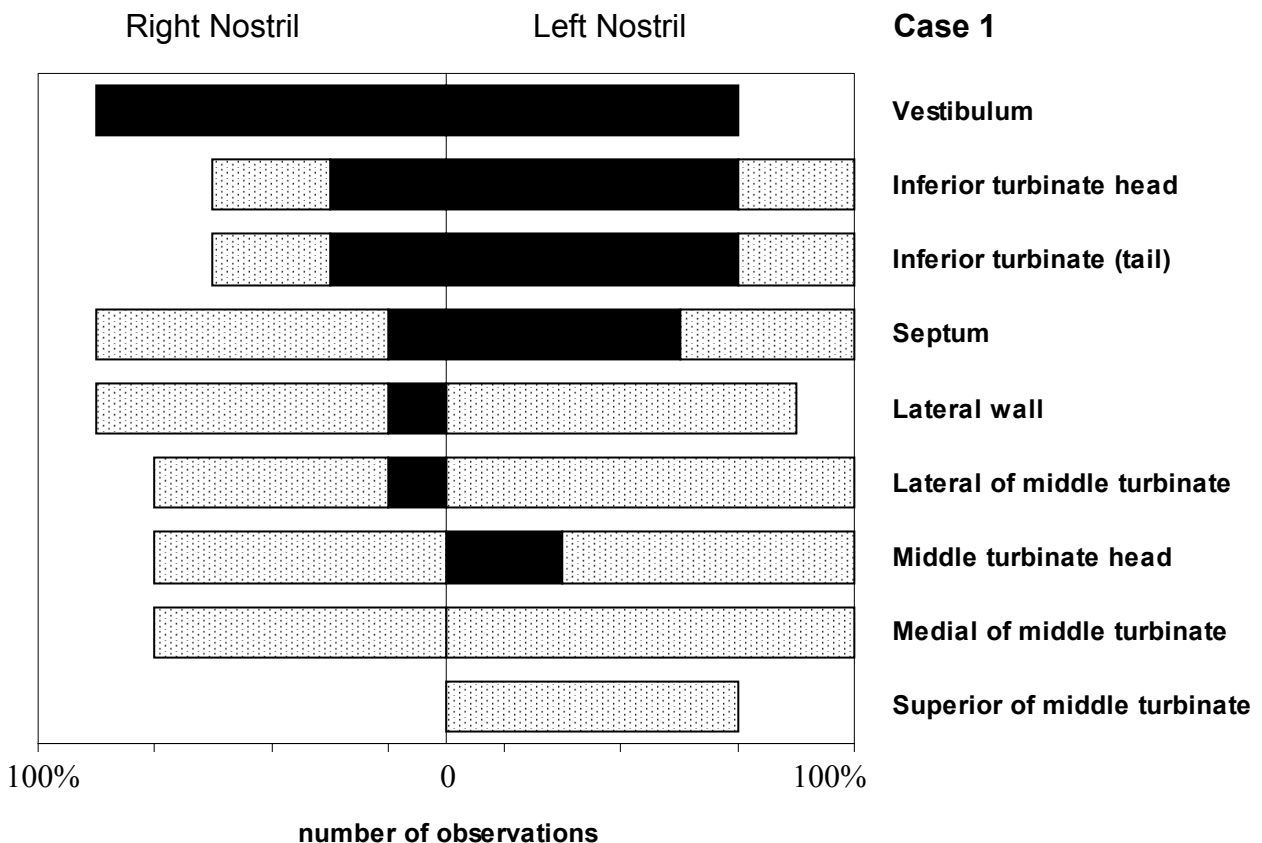 Right Nostril Left Nostril Case 1
Vestibulum
Inferior turbinate head
Inferior turbinate (tail)
Septum
Lateral wall
Lateral of middle turbinate
Middle turbinate head
Medial of middle turbinate
Superior of middle turbinate
100% 0 100%
number of observations